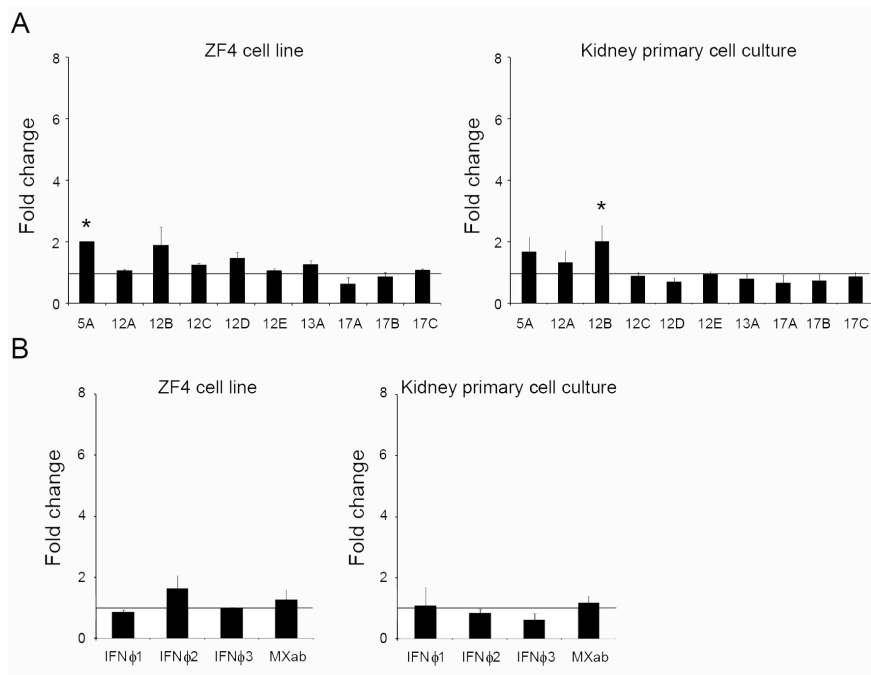 A
ZF4 cell line
Kidney primary cell culture
Fold change
8
6
4
2
0
*
5A 12A 12B 12C 12D 12E 13A 17A 17B 17C
Fold change
8
6
4
2
0
*
5A 12A 12B 12C 12D 12E 13A 17A 17B 17C
B
ZF4 cell line
Kidney primary cell culture
Fold change
8
6
4
2
0
IFNϕ1 IFNϕ2 IFNϕ3 MXab
Fold change
8
6
4
2
0
IFNϕ1 IFNϕ2 IFNϕ3 MXab